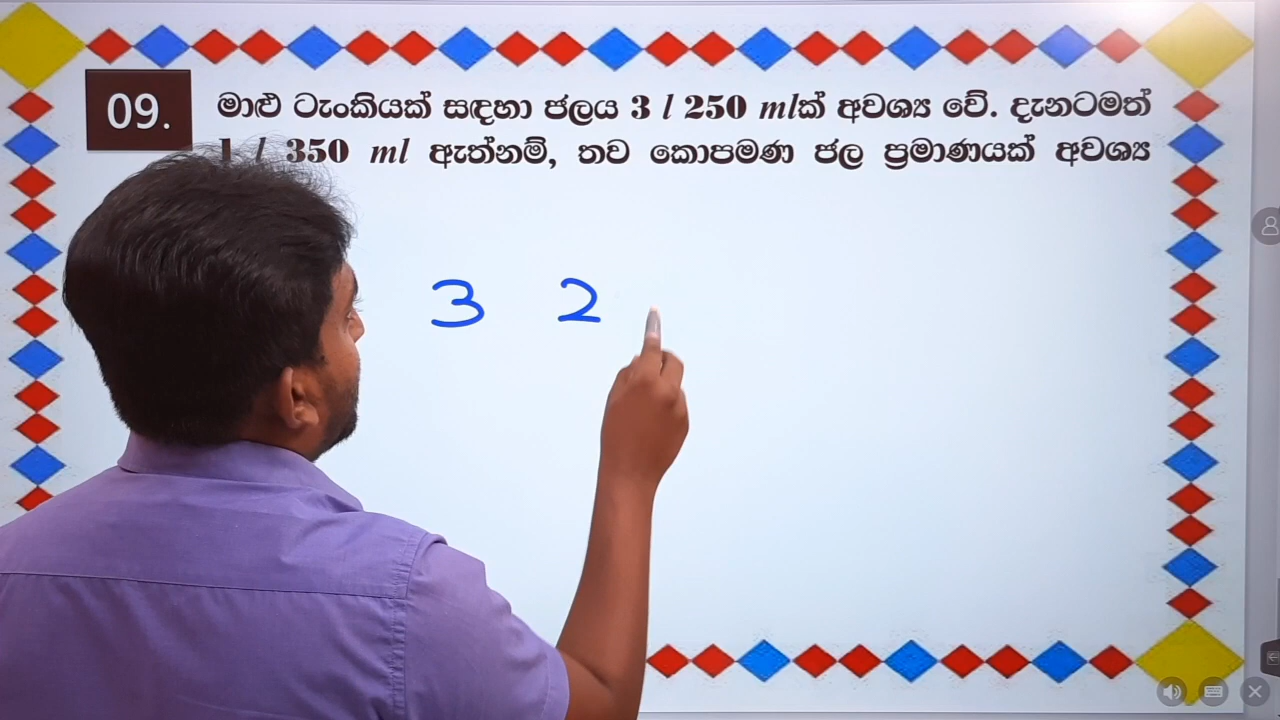 09.
මාළු ටැංකියක් සඳහා ජලය 3 l 250 mlක් අවශ්‍ය වේ. දැනටමත්
1 l 350 ml ඇත්නම්, තව කොපමණ ජල ප්‍රමාණයක් අවශ්‍ය
3 2